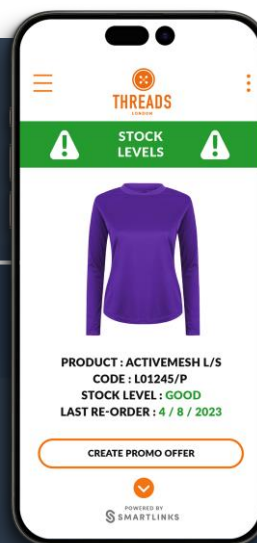 THREADS
LONDON
STOCK
LEVELS
PRODUCT : ACTIVEMESH L/S
CODE : L01245/P
STOCK LEVEL : GOOD
LAST RE-ORDER : 4 / 8 / 2023
CREATE PROMO OFFER
POWERED BY
SMARTLINKS